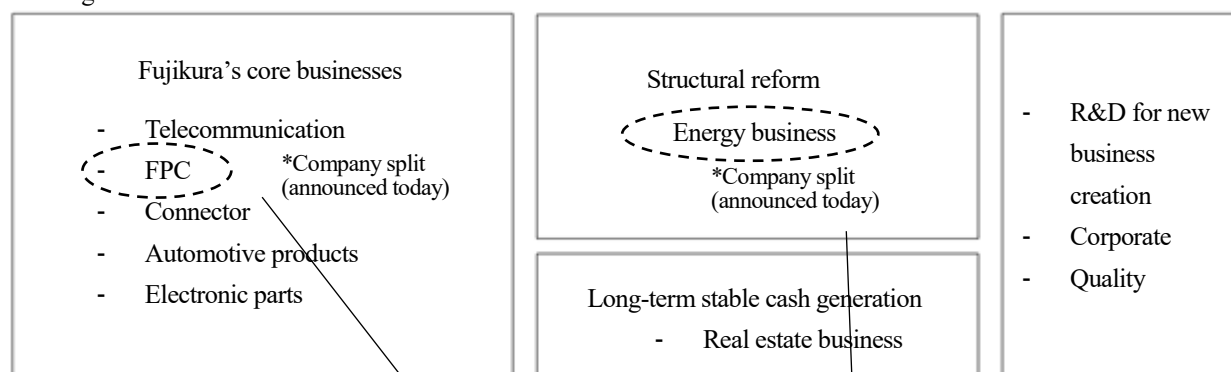 Fujikura's core businesses
- Telecommunication
- FPC
*Company split
(announced today)
- Connector
- Automotive products
- Electronic parts
Structural reform
Energy business
*Company split
(announced today)
Long-term stable cash generation
- Real estate business
- R&D for new
business
creation
- Corporate
- Quality